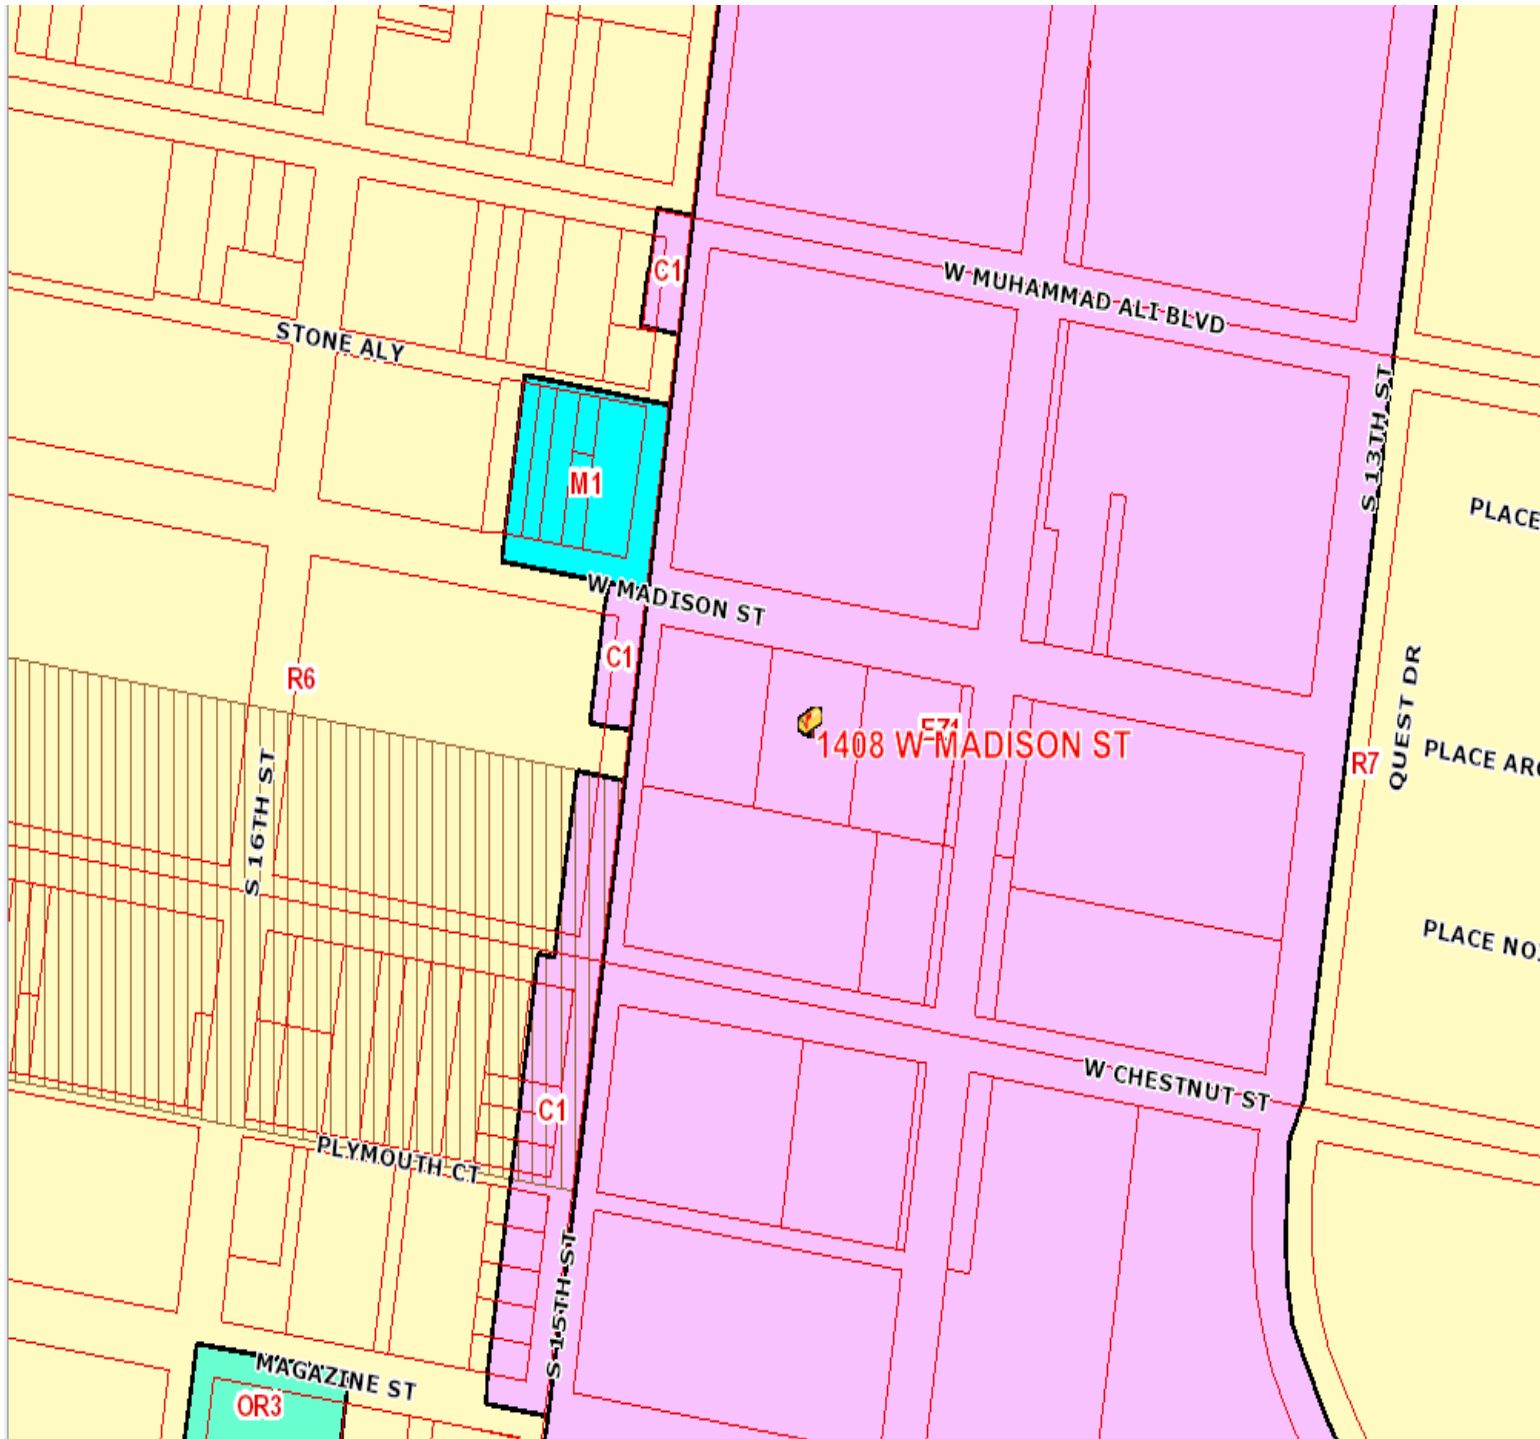 C1
W MUHAMMAD ALI BLVD
STONE ALY
S 13TH ST
M1
PLACE
W MADISON ST
C1
R6
1408 W MADISON ST
R7
QUEST DR
PLACE ARC
S 16TH ST
PLACE NO
W CHESTNUT ST
C1
PLYMOUTH CT
S 15TH ST
MAGAZINE ST
OR3